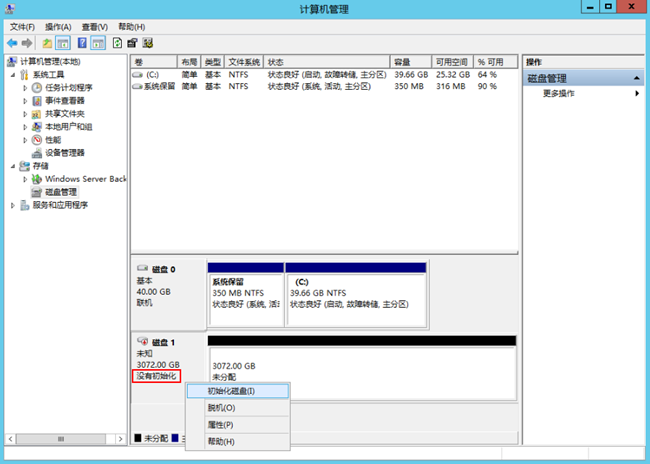 计算机管理
文件(F) 操作(A) 查看(V) 帮助(H)
计算机管理(本地)
系统工具
任务计划程序
事件查看器
共享文件夹
本地用户和组
性能
设备管理器
存储
Windows Server Back
磁盘管理
服务和应用程序
卷 布局 类型 文件系统 状态 容量 可用空间 % 可用
(C:) 简单 基本 NTFS 状态良好 (启动, 故障转储, 主分区) 39.66 GB 25.32 GB 64 %
系统保留 简单 基本 NTFS 状态良好 (系统, 活动, 主分区) 350 MB 316 MB 90 %
磁盘 0
基本
40.00 GB
联机
系统保留
350 MB NTFS
状态良好 (系统, 活
(C:)
39.66 GB NTFS
状态良好 (启动, 故障转储, 主分区)
磁盘 1
未知
3072.00 GB
没有初始化
3072.00 GB
未分配
初始化磁盘(I)
脱机(O)
属性(P)
帮助(H)
未分配 主
操作
磁盘管理
更多操作